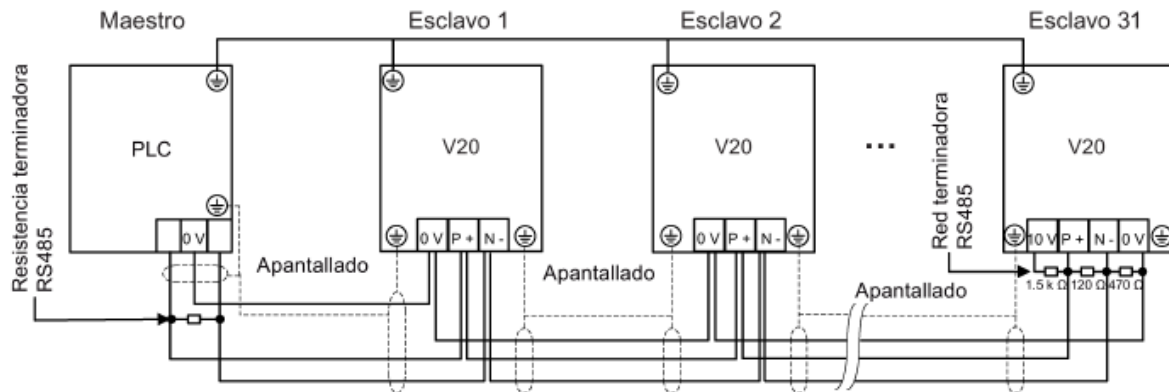 Maestro
Esclavo 1
Esclavo 2
Esclavo 31
PLC
V20
V20
...
V20
Resistencia terminadora
RS485
Red terminadora
RS485
0 V
0 V P + N -
0 V P + N -
10 V P + N - 0 V
1.5 k Ω 120 Ω 470 Ω
Apantallado
Apantallado
Apantallado